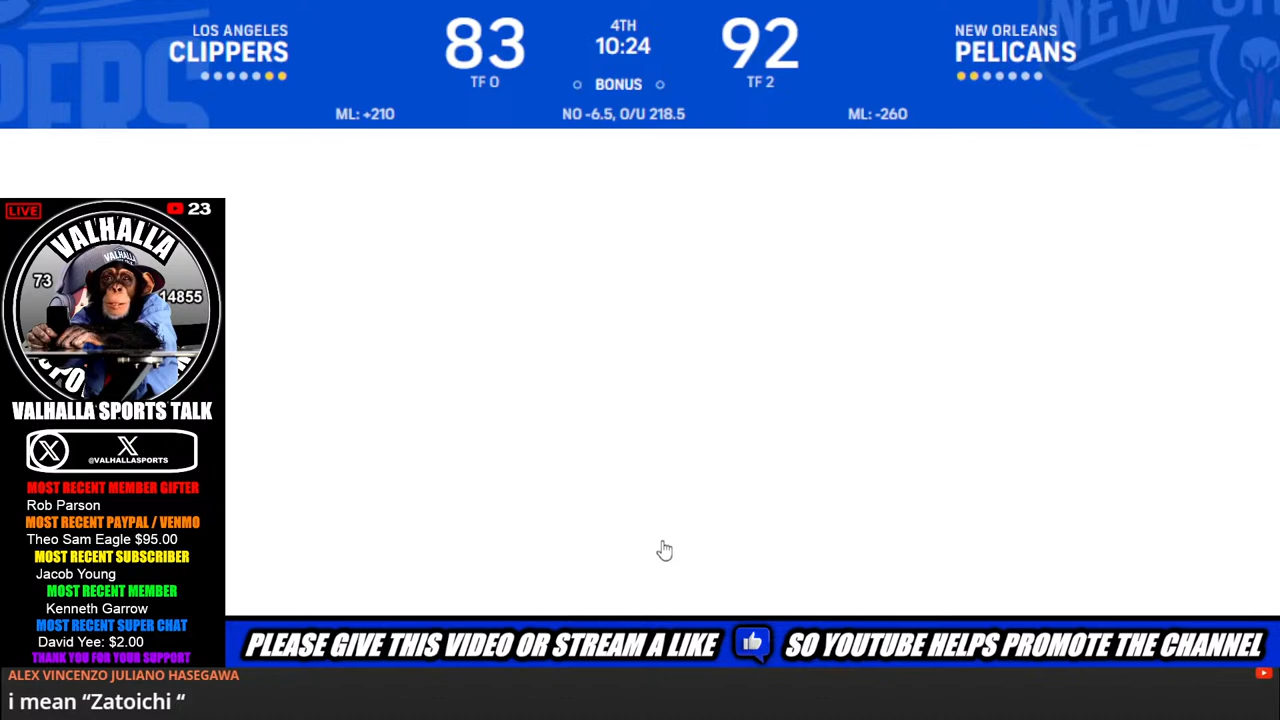 LOS ANGELES
CLIPPERS
83
TF 0
4TH
10:24
BONUS
92
TF 2
NEW ORLEANS
PELICANS
ML: +210
NO -6.5, O/U 218.5
ML: -260
LIVE
23
VALHALLA
VALHALLA
73
14855
VALHALLA SPORTS TALK
X
X
@VALHALLASPORTS
MOST RECENT MEMBER GIFTER
Rob Parson
MOST RECENT PAYPAL / VENMO
Theo Sam Eagle $95.00
MOST RECENT SUBSCRIBER
Jacob Young
MOST RECENT MEMBER
Kenneth Garrow
MOST RECENT SUPER CHAT
David Yee: $2.00
THANK YOU FOR YOUR SUPPORT
PLEASE GIVE THIS VIDEO OR STREAM A LIKE SO YOUTUBE HELPS PROMOTE THE CHANNEL
ALEX VINCENZO JULIANO HASEGAWA
i mean “Zatoichi “